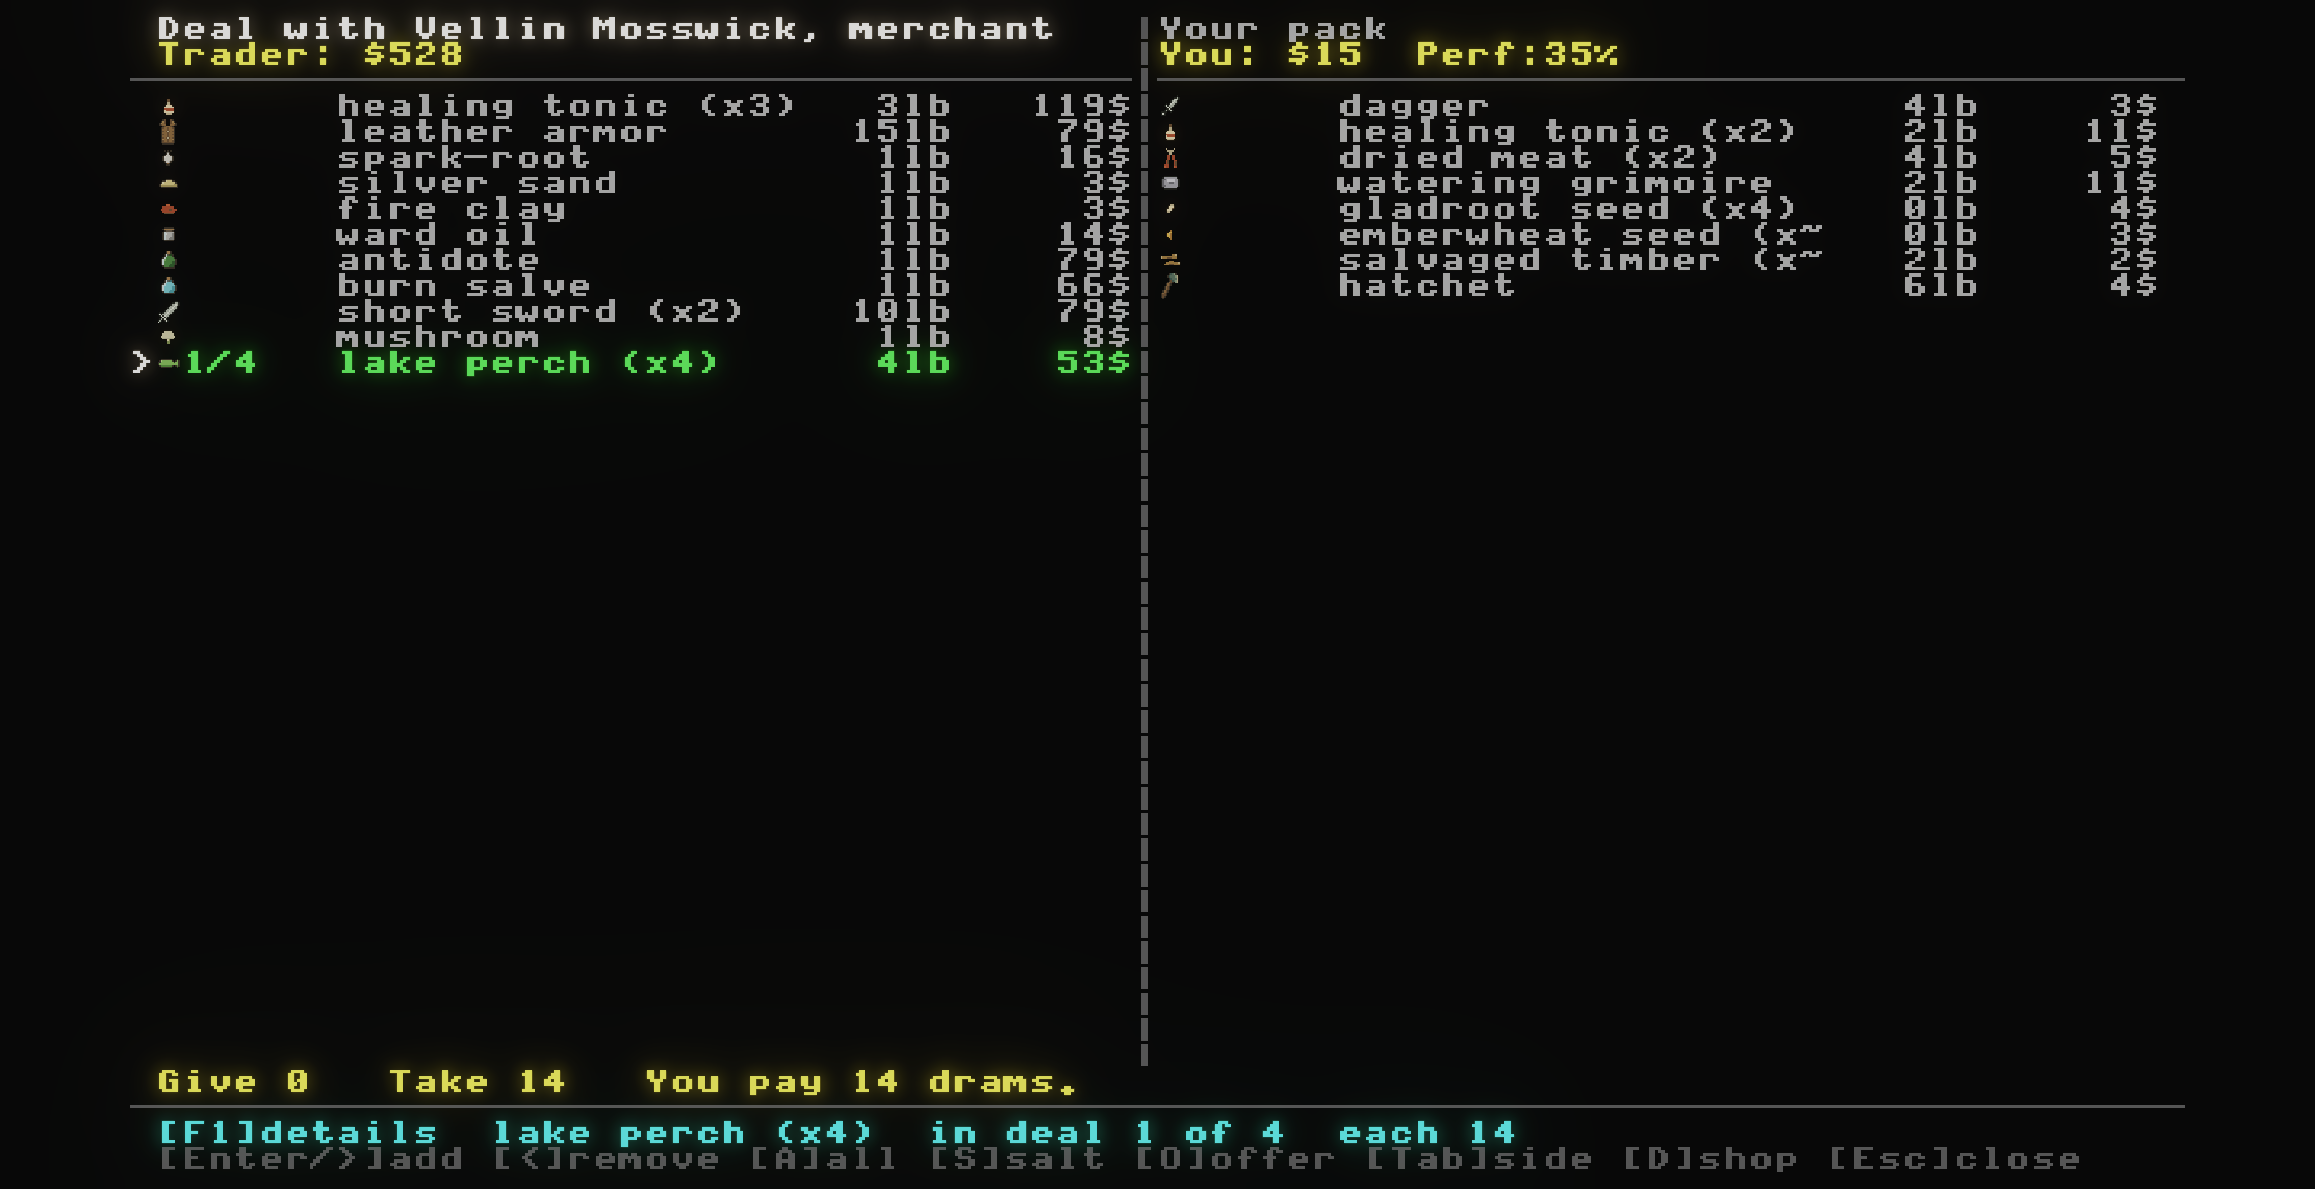 Deal with Vellin Mosswick, merchant
Trader: $528
healing tonic (x3) 3lb 119$
leather armor 15lb 79$
spark-root 1lb 16$
silver sand 1lb 3$
fire clay 1lb 3$
ward oil 1lb 14$
antidote 1lb 79$
burn salve 1lb 66$
short sword (x2) 10lb 79$
mushroom 1lb 8$
> 1/4 lake perch (x4) 4lb 53$
Your pack
You: $15 Perf:35%
dagger 4lb 3$
healing tonic (x2) 2lb 11$
dried meat (x2) 4lb 5$
watering grimoire 2lb 11$
gladroot seed (x4) 0lb 4$
emberwheat seed (x~ 0lb 3$
salvaged timber (x~ 2lb 2$
hatchet 6lb 4$
Give 0 Take 14 You pay 14 drams.
[F1]details lake perch (x4) in deal 1 of 4 each 14
[Enter/>]add [<]remove [A]all [S]salt [O]offer [Tab]side [D]shop [Esc]close